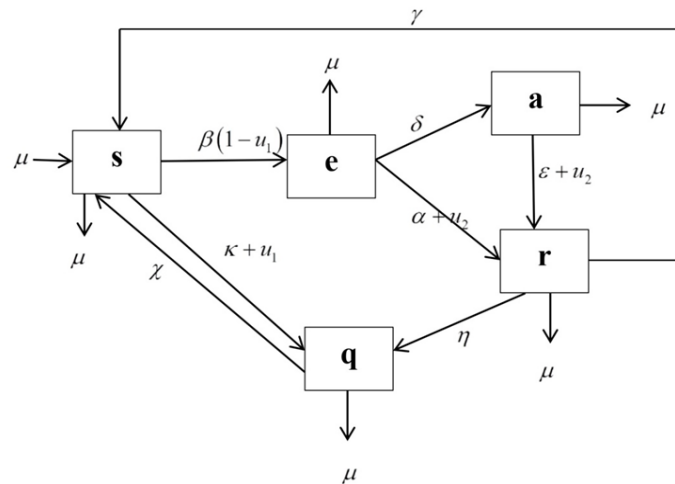 γ
μ
a
μ
δ
μ
s
β(1−u₁)
e
ε + u₂
α + u₂
μ
κ + u₁
r
χ
η
q
μ
μ